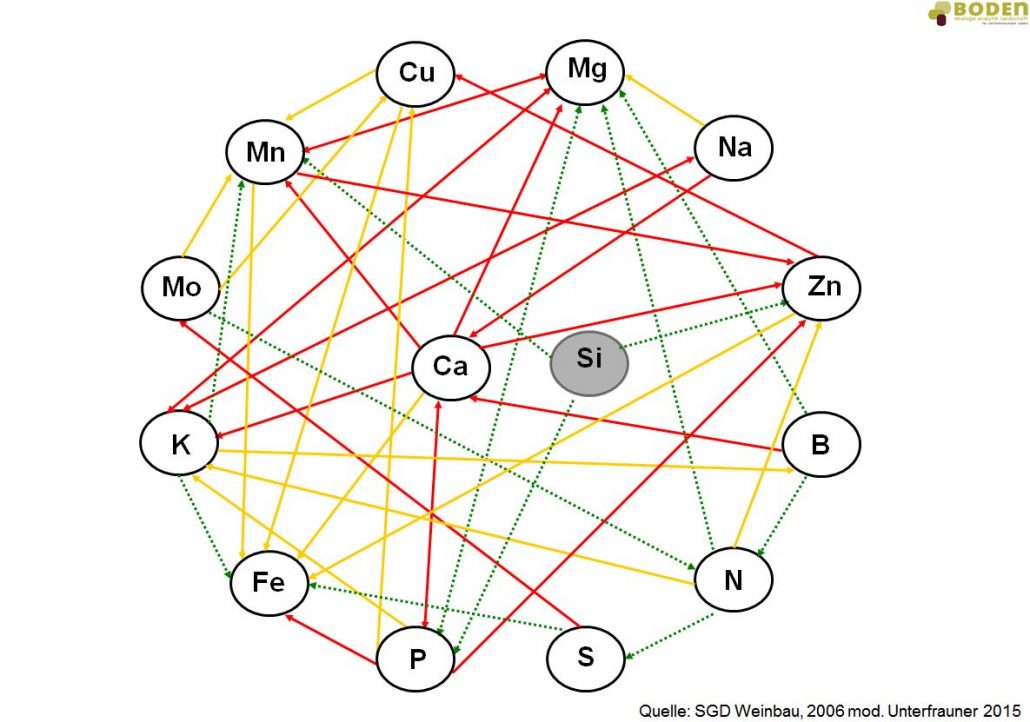 BODEN
ökologie analytik landschaft
Cu
Mg
Mn
Na
Mo
Zn
Ca
Si
K
B
Fe
N
P
S
Quelle: SGD Weinbau, 2006 mod. Unterfrauner 2015